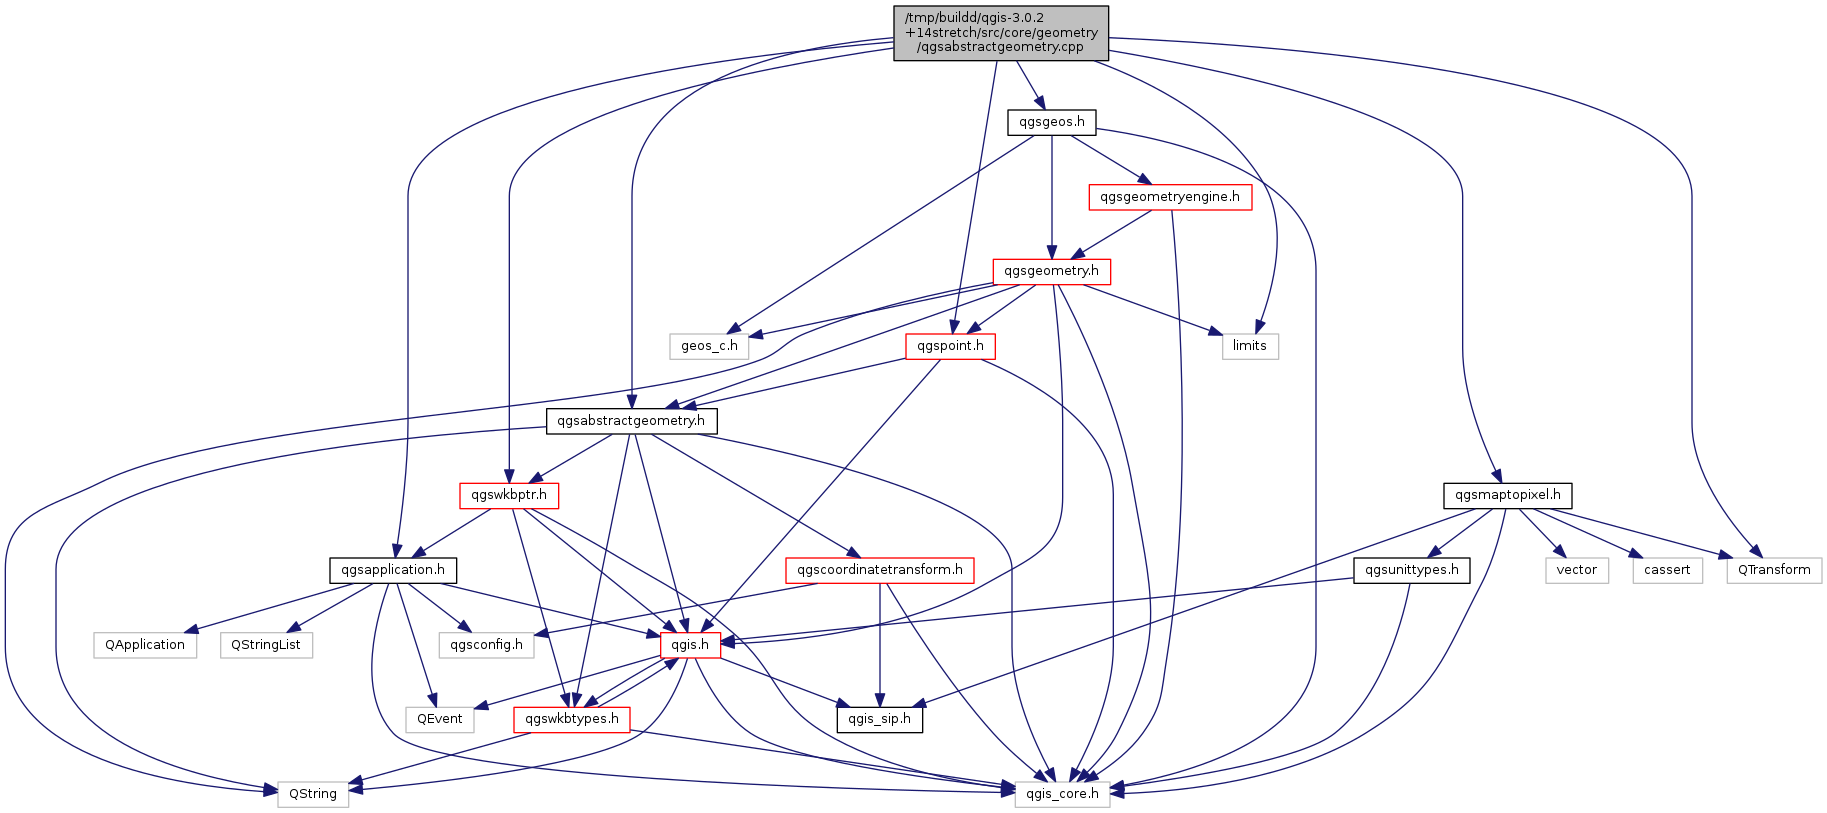 /tmp/buildd/qgis-3.0.2
+14stretch/src/core/geometry
/qgsabstractgeometry.cpp
qgsgeos.h
qgsgeometryengine.h
qgsgeometry.h
geos_c.h
qgspoint.h
limits
qgsabstractgeometry.h
qgswkbptr.h
qgsmaptopixel.h
qgsapplication.h
qgscoordinatetransform.h
qgsunittypes.h
vector
cassert
QTransform
QApplication
QStringList
qgsconfig.h
qgis.h
QEvent
qgswkbtypes.h
qgis_sip.h
QString
qgis_core.h